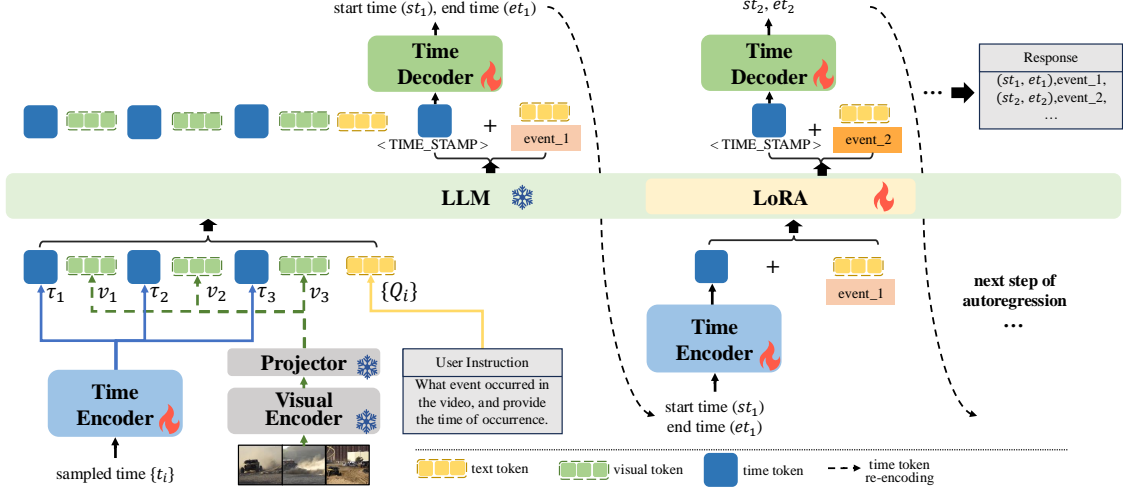 start time (st₁), end time (et₁)
st₂, et₂
Time
Decoder
Time
Decoder
Response
(st₁, et₁),event_1,
(st₂, et₂),event_2,
...
...
+
+
< TIME_STAMP >
event_1
< TIME_STAMP >
event_2
LLM
LoRA
τ₁
v₁
τ₂
v₂
τ₃
v₃
{Qᵢ}
+
event_1
next step of
autoregression
...
Time
Encoder
Projector
Visual
Encoder
User Instruction
What event occurred in
the video, and provide
the time of occurrence.
Time
Encoder
start time (st₁)
end time (et₁)
sampled time {tᵢ}
text token
visual token
time token
time token
re-encoding